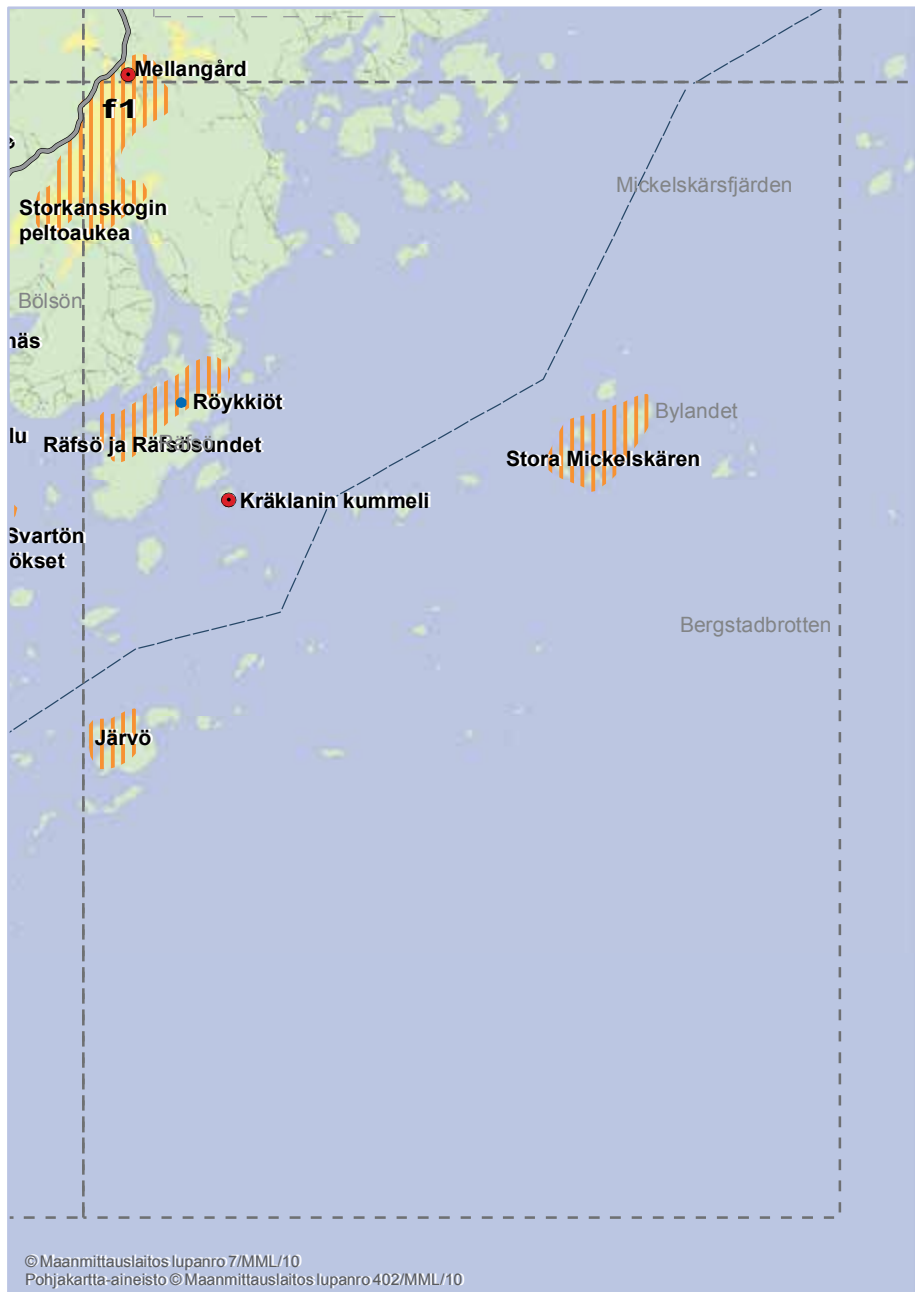 Mellangård
f1
Mickelskärsfjärden
Storkanskogin
peltoaukea
Bölsön
näs
Röykkiöt
Bylandet
lu
Räfsö ja Räfsösundet
Räfsö
Stora Mickelskären
Kräklanin kummeli
Svartön
ökset
Bergstadbrotten
Järvö
© Maanmittauslaitos lupanro 7/MML/10
Pohjakartta-aineisto © Maanmittauslaitos lupanro 402/MML/10